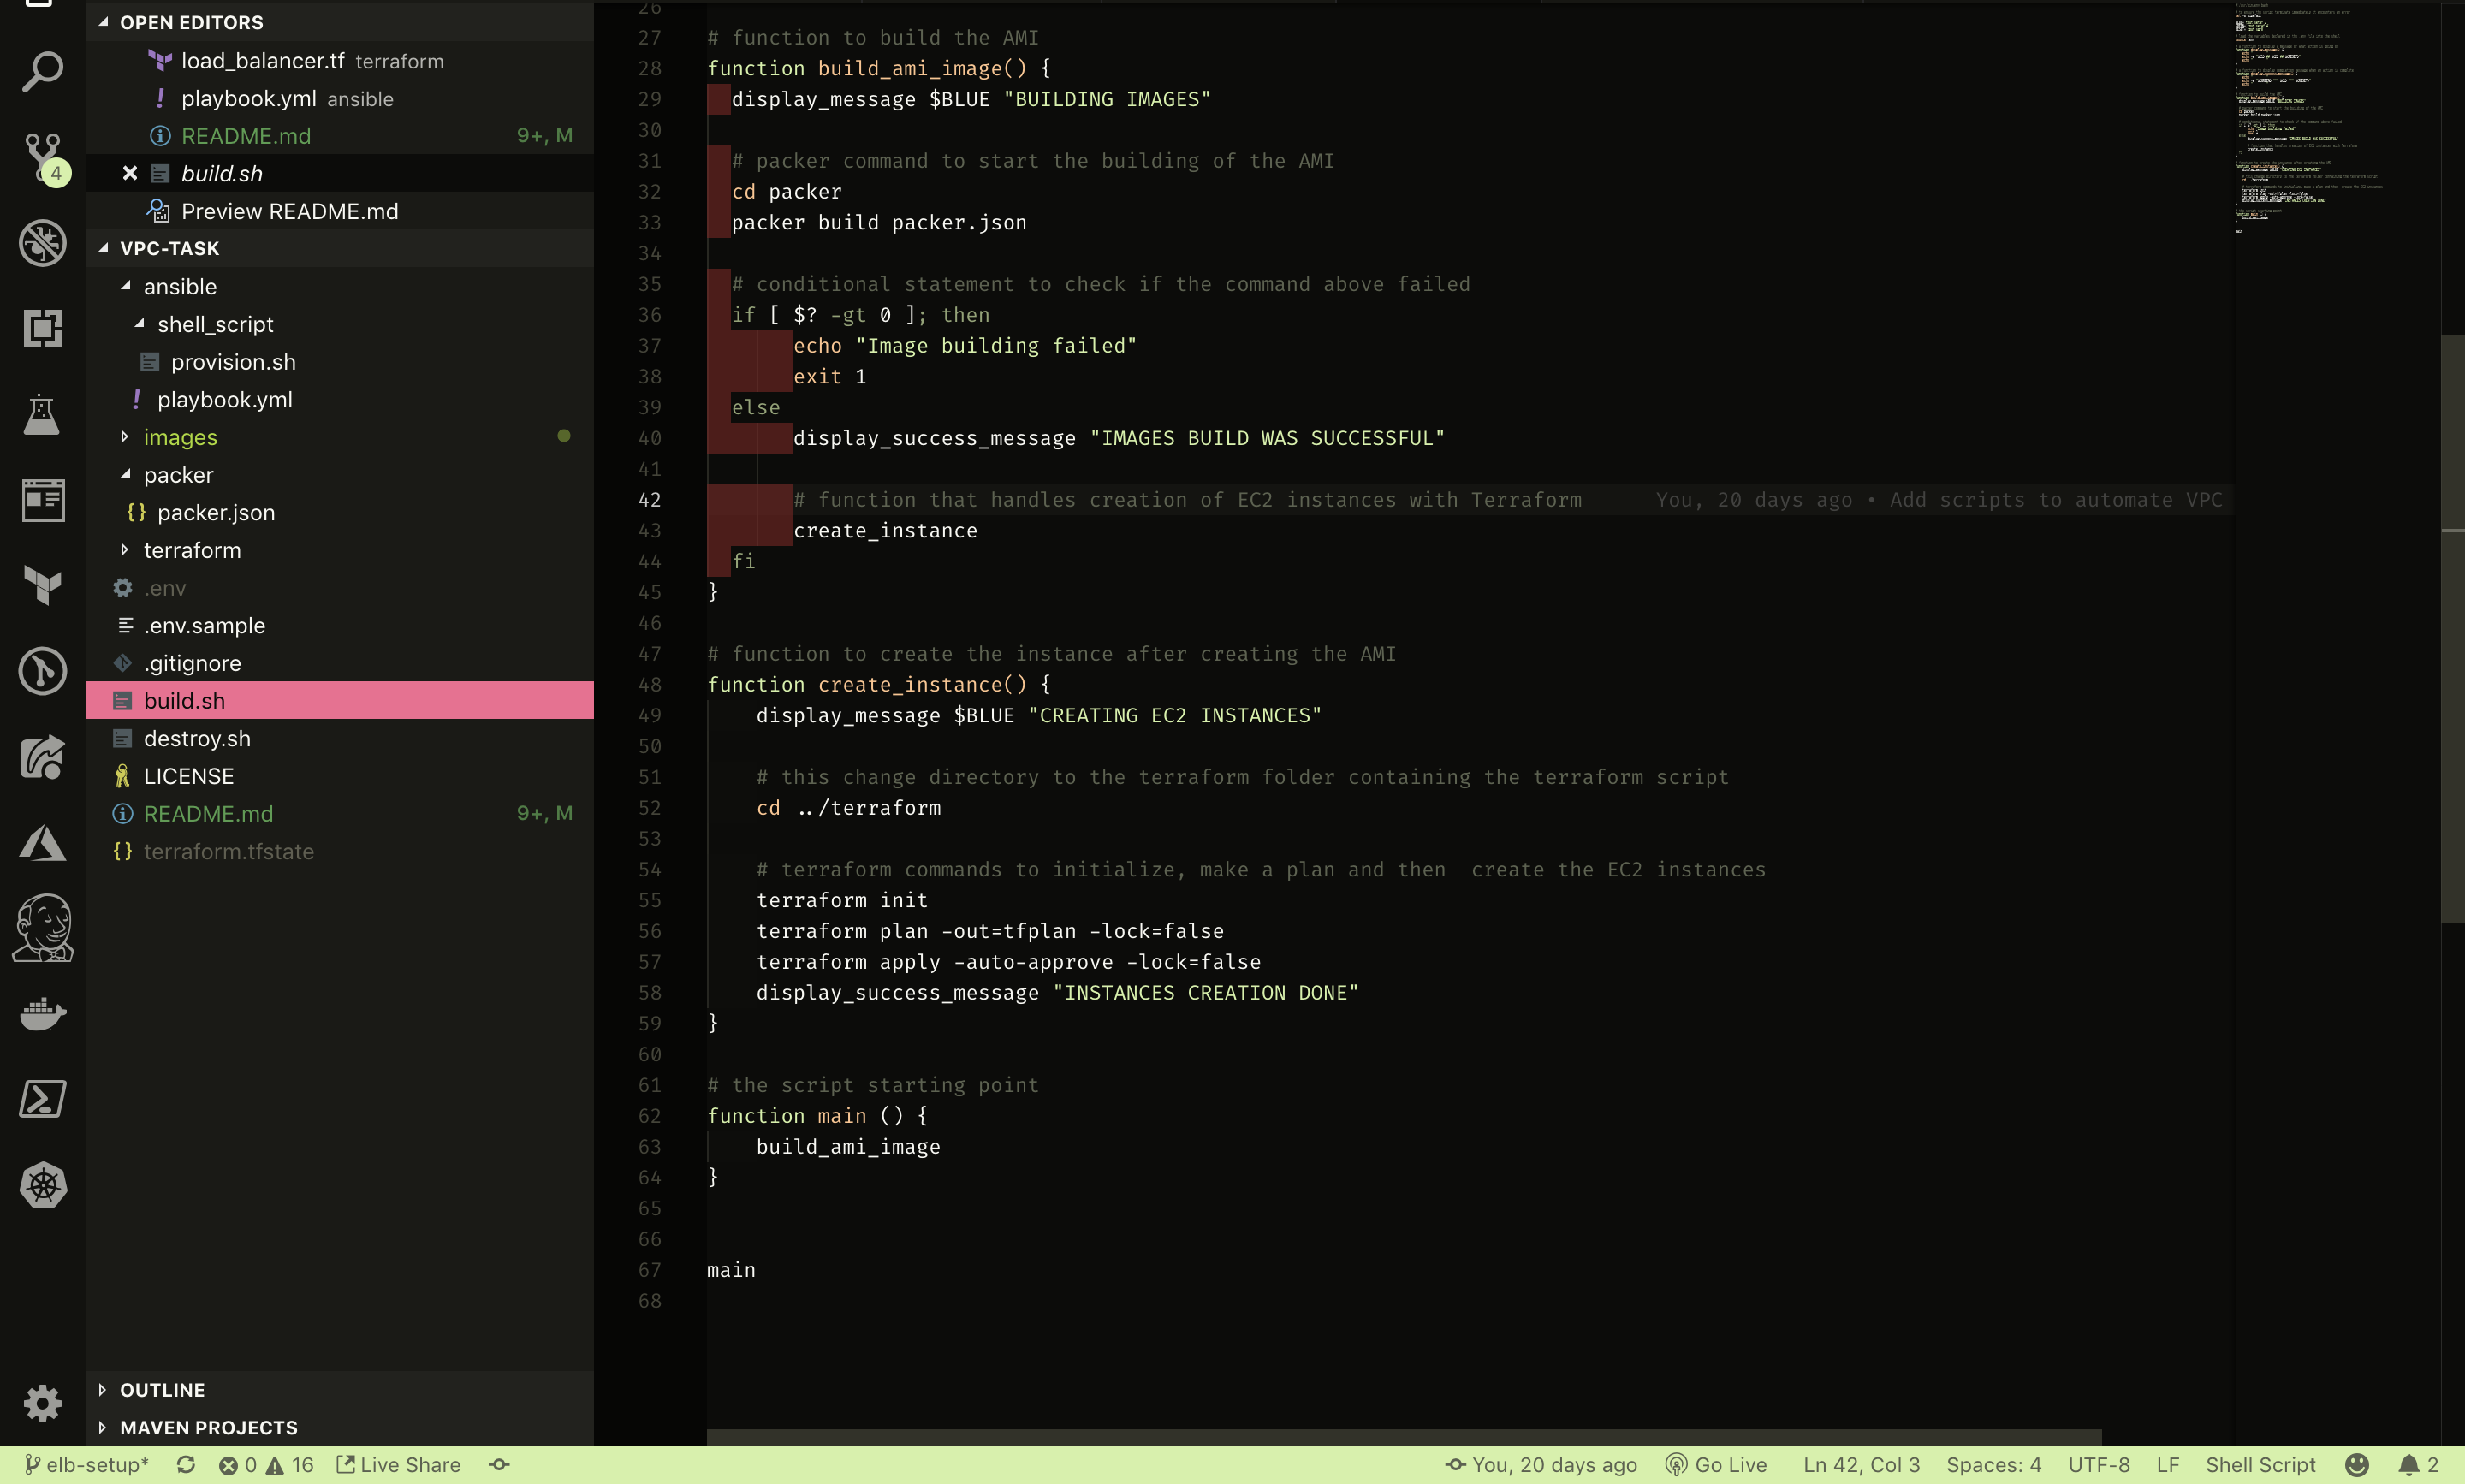 OPEN EDITORS
load_balancer.tf terraform
playbook.yml ansible
README.md 9+, M
build.sh
Preview README.md
VPC-TASK
ansible
shell_script
provision.sh
playbook.yml
images
packer
packer.json
terraform
.env
.env.sample
.gitignore
build.sh
destroy.sh
LICENSE
README.md 9+, M
terraform.tfstate
OUTLINE
MAVEN PROJECTS
4
26
27 # function to build the AMI
28 function build_ami_image() {
29 display_message $BLUE "BUILDING IMAGES"
30
31 # packer command to start the building of the AMI
32 cd packer
33 packer build packer.json
34
35 # conditional statement to check if the command above failed
36 if [ $? -gt 0 ]; then
37 echo "Image building failed"
38 exit 1
39 else
40 display_success_message "IMAGES BUILD WAS SUCCESSFUL"
41
42 # function that handles creation of EC2 instances with Terraform You, 20 days ago • Add scripts to automate VPC
43 create_instance
44 fi
45 }
46
47 # function to create the instance after creating the AMI
48 function create_instance() {
49 display_message $BLUE "CREATING EC2 INSTANCES"
50
51 # this change directory to the terraform folder containing the terraform script
52 cd ../terraform
53
54 # terraform commands to initialize, make a plan and then  create the EC2 instances
55 terraform init
56 terraform plan -out=tfplan -lock=false
57 terraform apply -auto-approve -lock=false
58 display_success_message "INSTANCES CREATION DONE"
59 }
60
61 # the script starting point
62 function main () {
63 build_ami_image
64 }
65
66
67 main
68
elb-setup* 0 16 Live Share You, 20 days ago Go Live Ln 42, Col 3 Spaces: 4 UTF-8 LF Shell Script 2